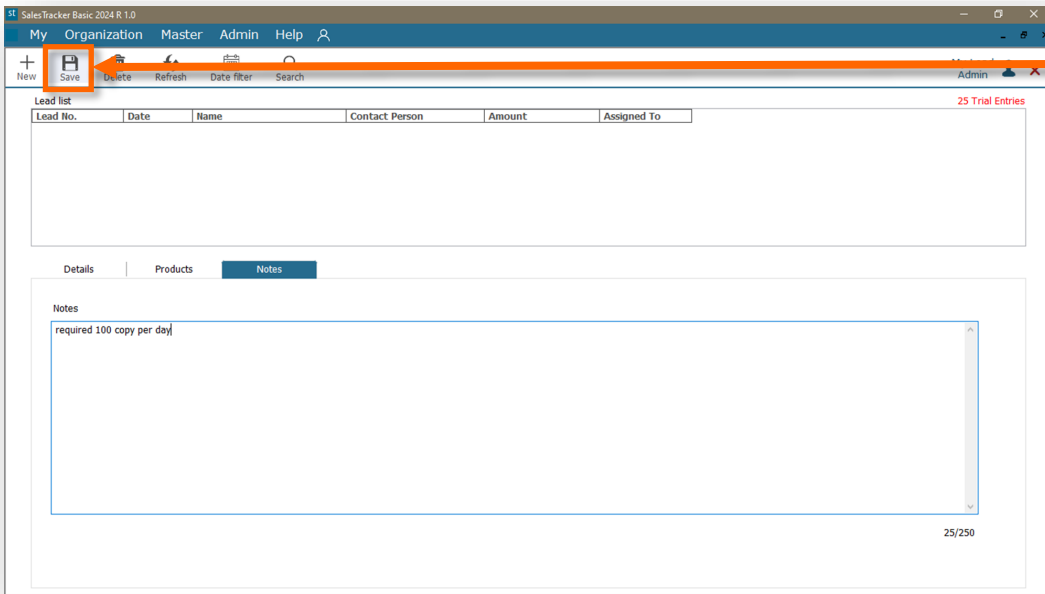 st SalesTracker Basic 2024 R 1.0
My Organization Master Admin Help
New Save Delete Refresh Date filter Search
Admin
Lead list 25 Trial Entries
Lead No. Date Name Contact Person Amount Assigned To
Details Products Notes
Notes
required 100 copy per day
25/250